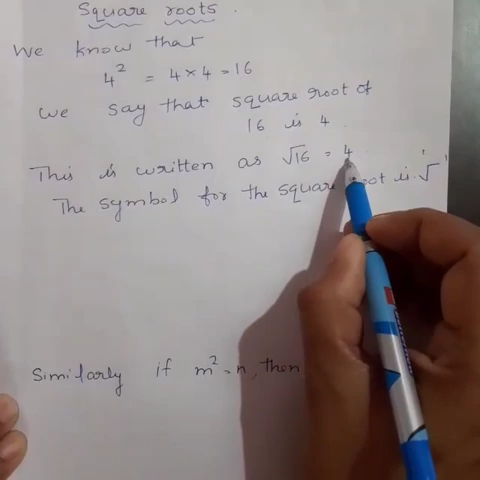 Square roots.
We know that
4² = 4 × 4 = 16
We say that square root of
16 is 4.
This is written as √16 = 4
The symbol for the square root is '√'
Similarly if m² = n, then